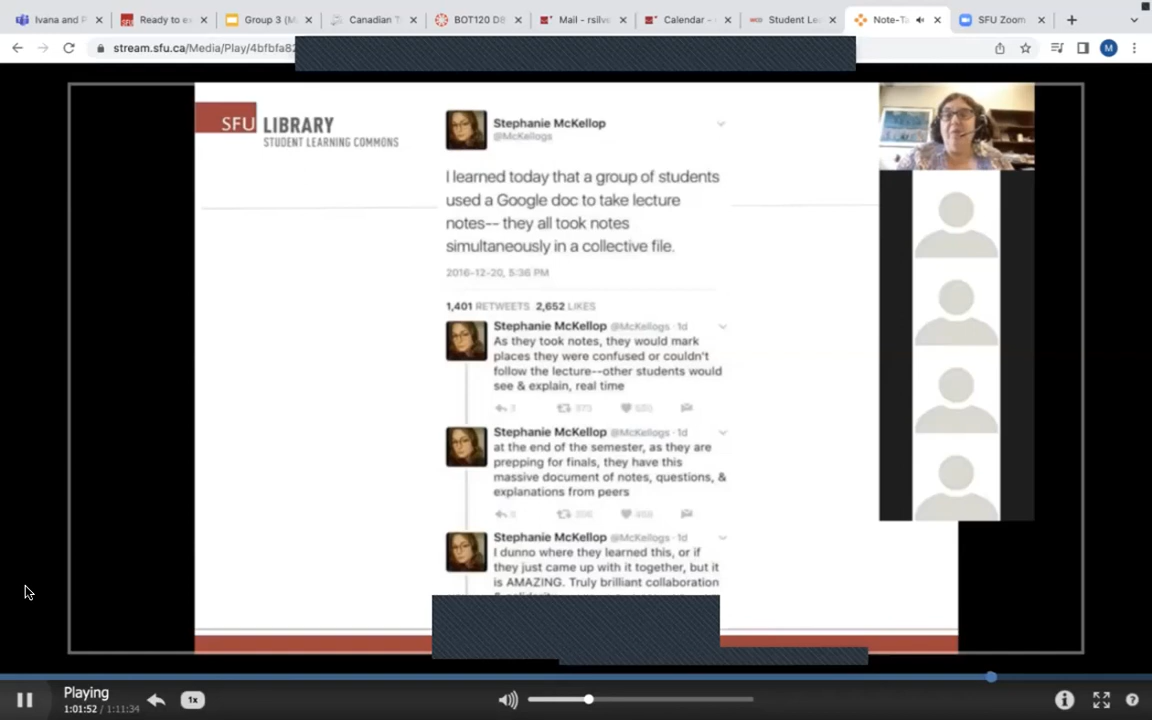 Ivana and R
Ready to e
Group 3 (M
Canadian T
BOT120 DB
Mail - rsilv
Calendar -
Student Le
Note-Ta
SFU Zoom
stream.sfu.ca/Media/Play/4bfbfa82
M
SFU LIBRARY
STUDENT LEARNING COMMONS
Stephanie McKellop
@McKellogs
I learned today that a group of students
used a Google doc to take lecture
notes-- they all took notes
simultaneously in a collective file.
2016-12-20, 5:36 PM
1,401 RETWEETS 2,652 LIKES
Stephanie McKellop @McKellogs · 1d
As they took notes, they would mark
places they were confused or couldn't
follow the lecture--other students would
see & explain, real time
Stephanie McKellop @McKellogs · 1d
at the end of the semester, as they are
prepping for finals, they have this
massive document of notes, questions, &
explanations from peers
Stephanie McKellop @McKellogs · 1d
I dunno where they learned this, or if
they just came up with it together, but it
is AMAZING. Truly brilliant collaboration
Playing
1:01:52 / 1:11:34
1x